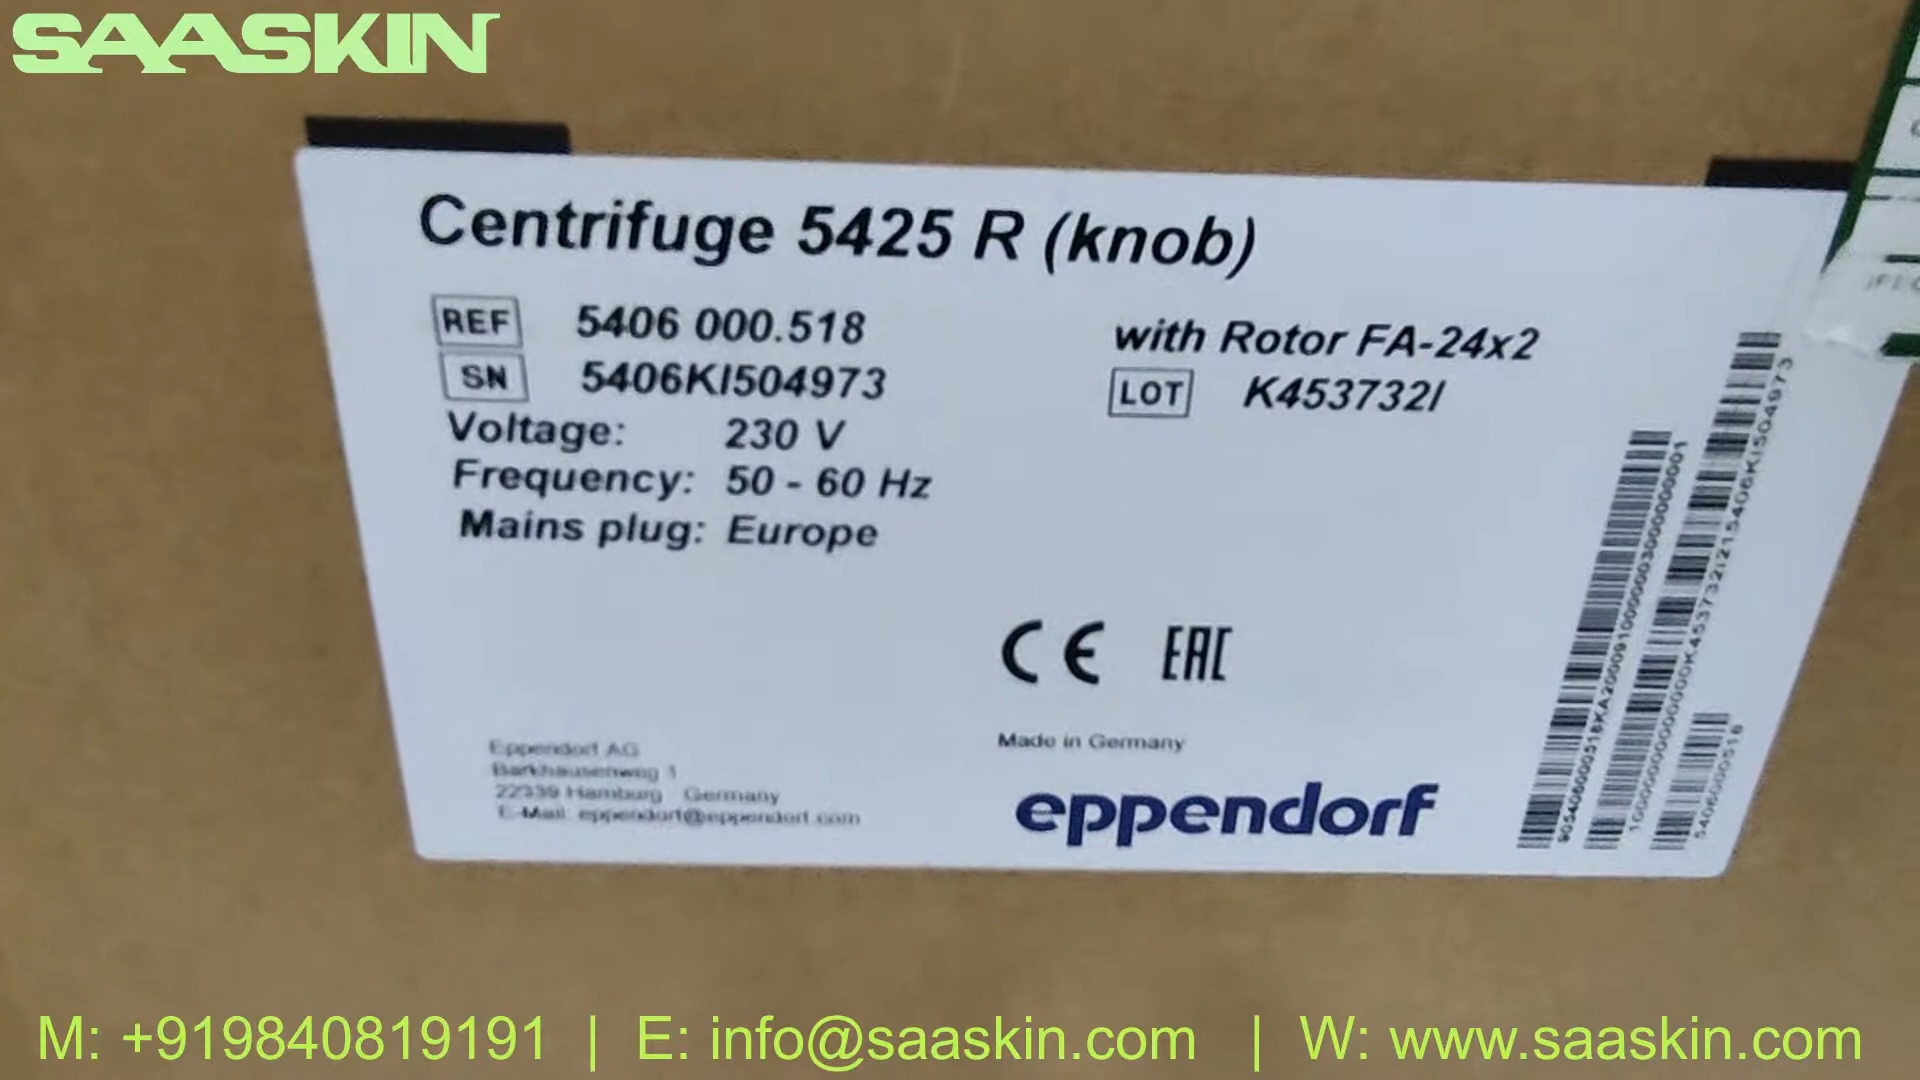 SAASKIN
Centrifuge 5425 R (knob)
REF 5406 000.518 with Rotor FA-24x2
SN 5406KI504973 LOT K453732I
Voltage: 230 V
Frequency: 50 - 60 Hz
Mains plug: Europe
CE EAC
Made in Germany
eppendorf
Eppendorf AG
Barkhausenweg 1
22339 Hamburg Germany
E-Mail: eppendorf@eppendorf.com
5406000518
M: +919840819191 | E: info@saaskin.com | W: www.saaskin.com